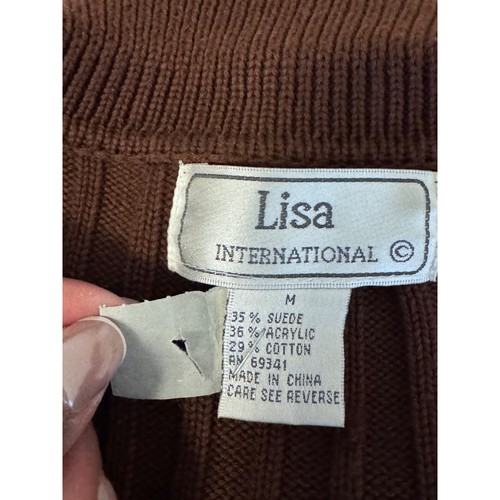 Lisa
INTERNATIONAL ©
M
35% SUEDE
36% ACRYLIC
29% COTTON
RN 69341
MADE IN CHINA
CARE SEE REVERSE